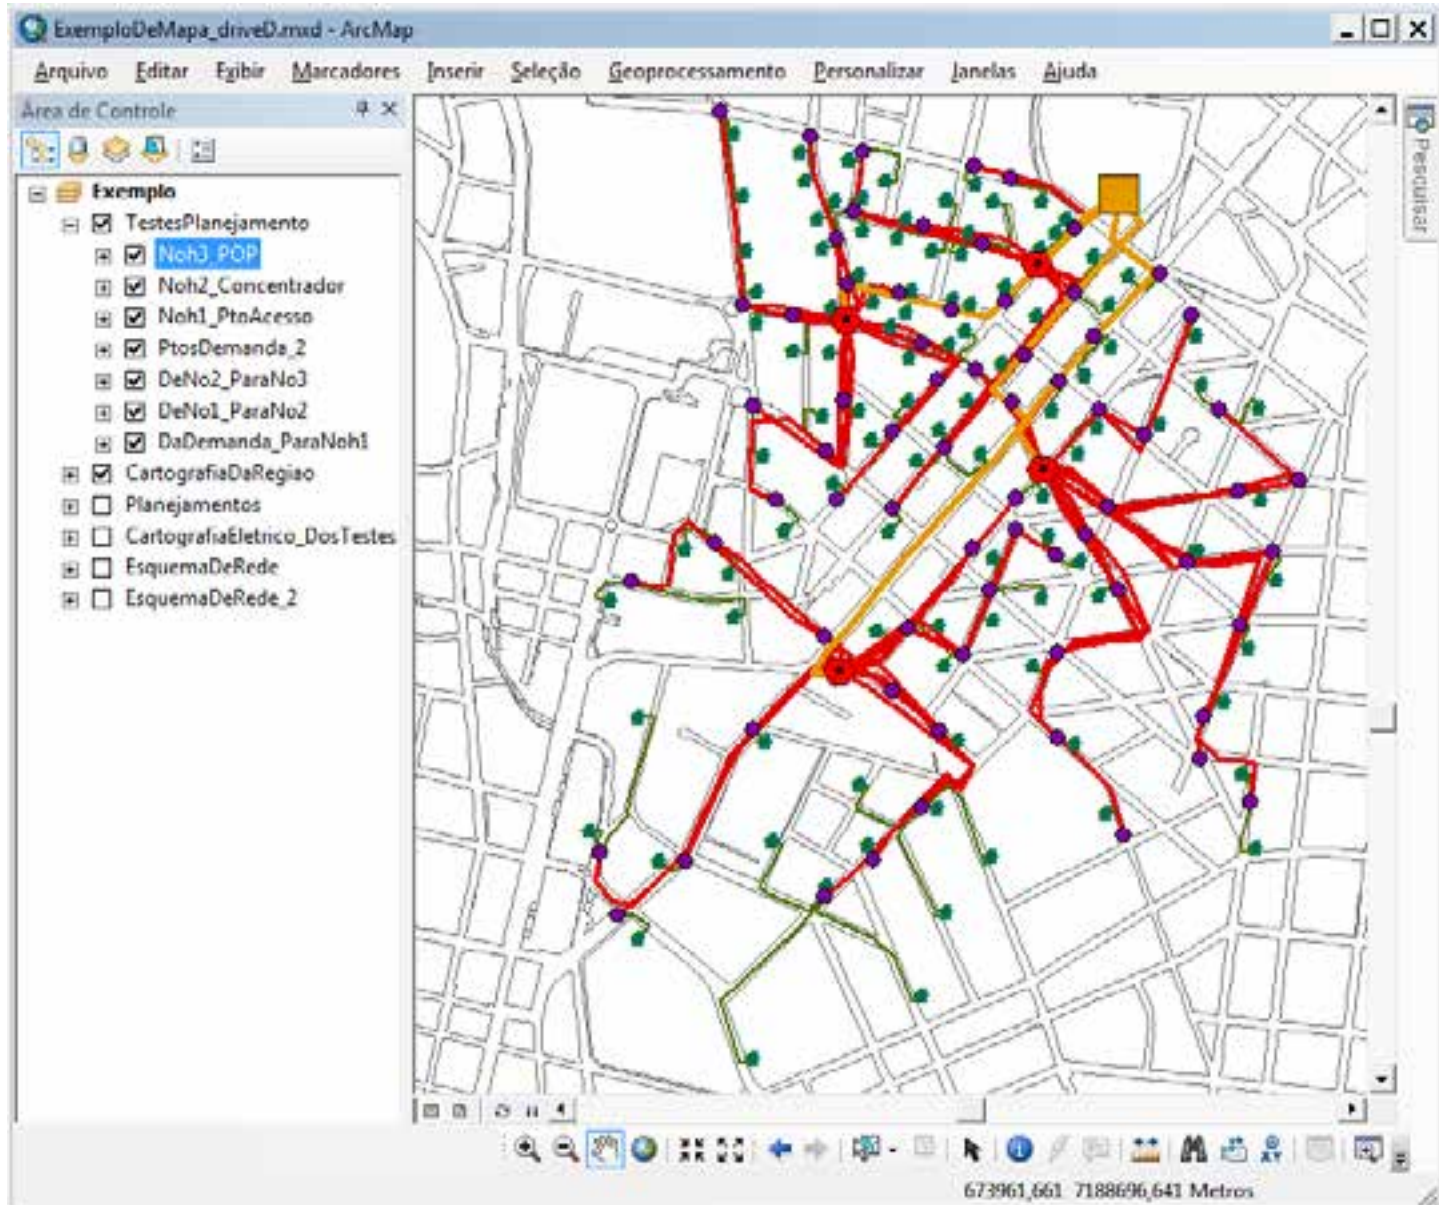 ExemploDeMapa_driveD.mxd - ArcMap
Arquivo Editar Exibir Marcadores Inserir Seleção Geoprocessamento Personalizar Janelas Ajuda
Área de Controle
Pesquisar
Exemplo
TestesPlanejamento
Noh3_POP
Noh2_Concentrador
Noh1_PtoAcesso
PtosDemanda_2
DeNo2_ParaNo3
DeNo1_ParaNo2
DaDemanda_ParaNoh1
CartografiaDaRegiao
Planejamentos
CartografiaEletrico_DosTestes
EsquemaDeRede
EsquemaDeRede_2
XY
673961,661 7188696,641 Metros